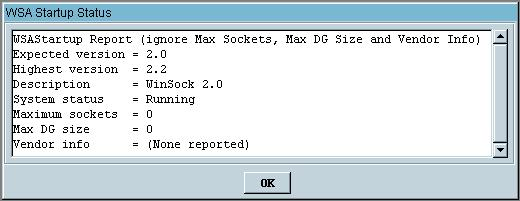 WSA Startup Status
WSAStartup Report (ignore Max Sockets, Max DG Size and Vendor Info)
Expected version = 2.0
Highest version = 2.2
Description = WinSock 2.0
System status = Running
Maximum sockets = 0
Max DG size = 0
Vendor info = (None reported)
OK